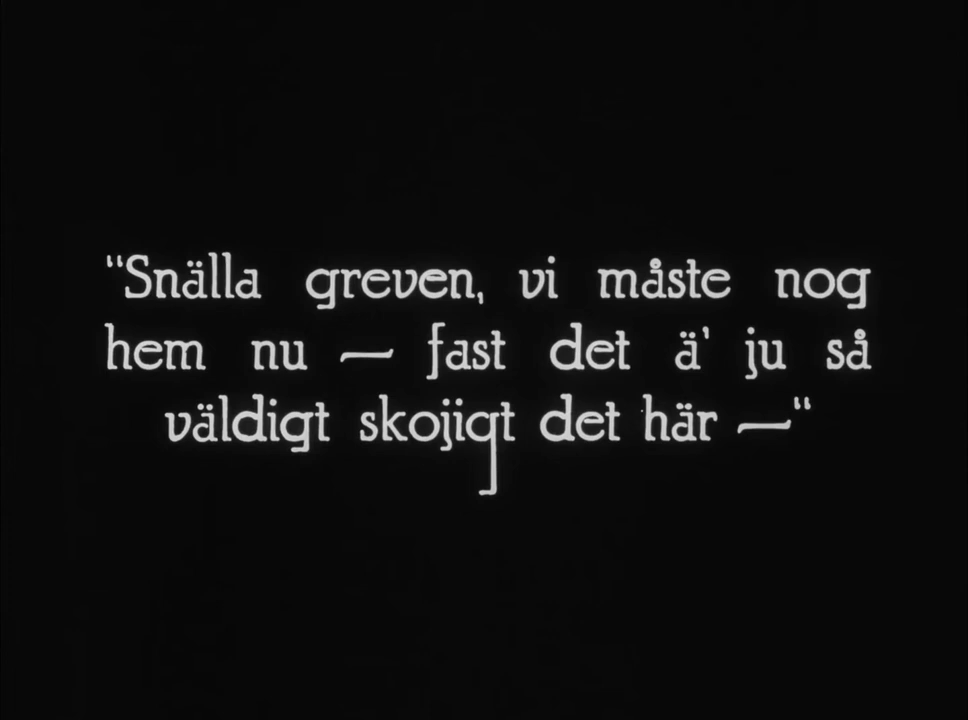 “Snälla greven, vi måste nog
hem nu — fast det ä' ju så
väldigt skojigt det här —“